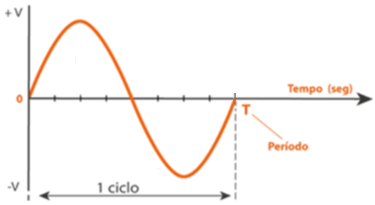 +V
0
Tempo (seg)
T
Período
-V
1 ciclo